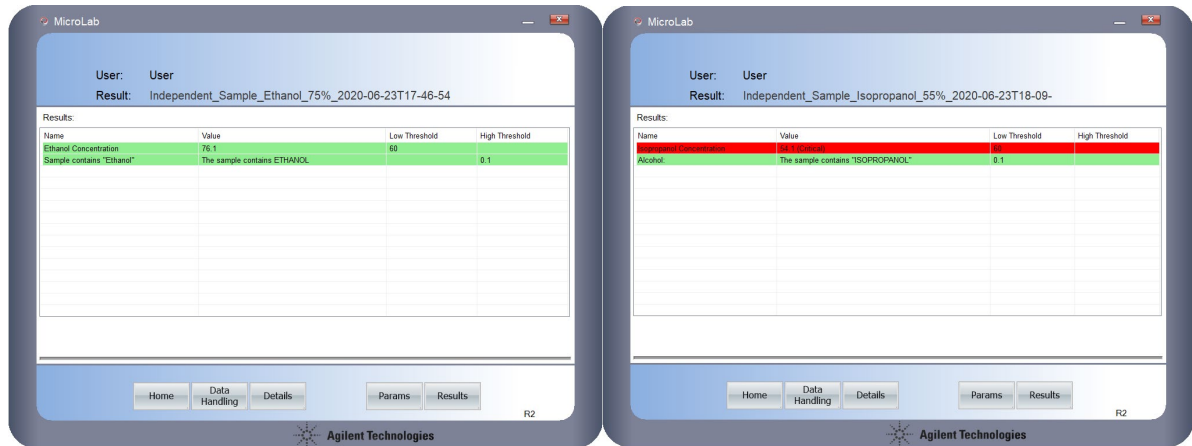 MicroLab
User: User
Result: Independent_Sample_Ethanol_75%_2020-06-23T17-46-54
Results:
Name Value Low Threshold High Threshold
Ethanol Concentration 76.1 60
Sample contains "Ethanol" The sample contains ETHANOL 0.1
Home Data Handling Details Params Results
R2
Agilent Technologies
MicroLab
User: User
Result: Independent_Sample_Isopropanol_55%_2020-06-23T18-09-
Results:
Name Value Low Threshold High Threshold
Isopropanol Concentration 54.1 (Critical) 60
Alcohol: The sample contains "ISOPROPANOL" 0.1
Home Data Handling Details Params Results
R2
Agilent Technologies